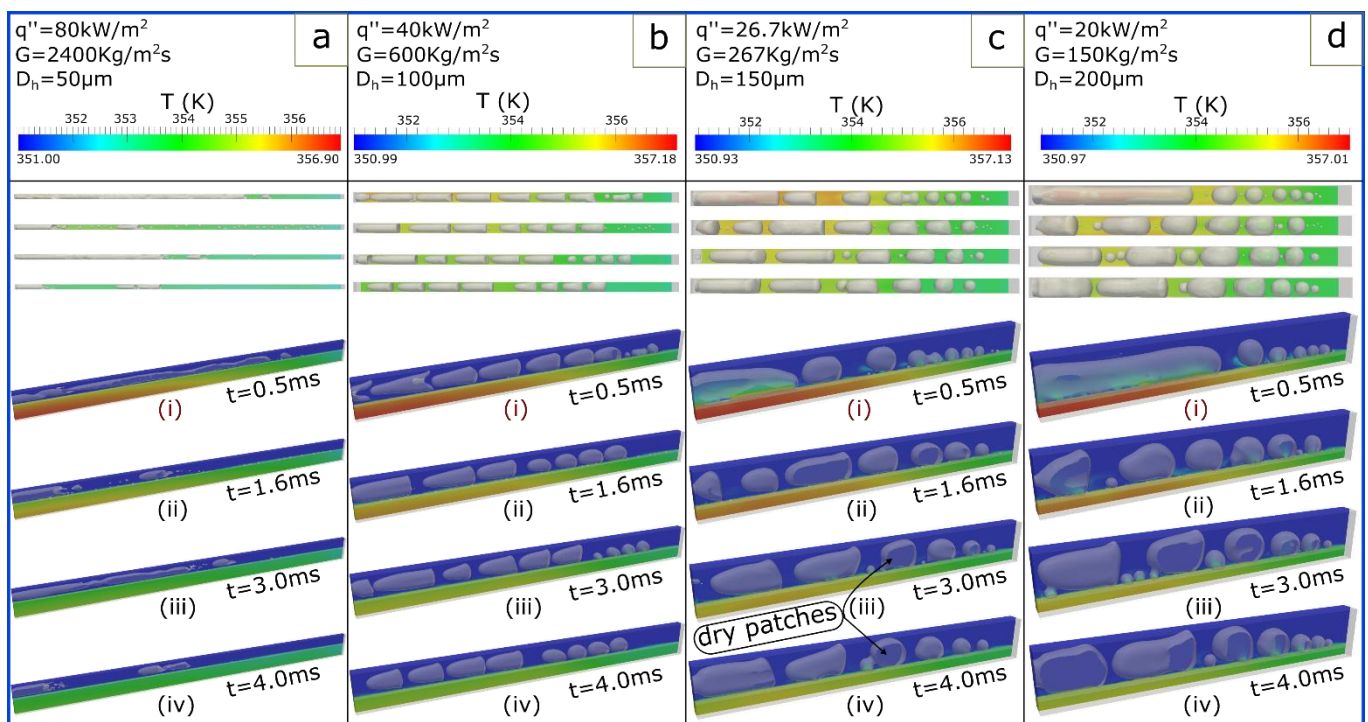 q''=80kW/m²
G=2400Kg/m²s
Dₕ=50µm
a
T (K)
352 353 354 355 356
351.00 356.90
q''=40kW/m²
G=600Kg/m²s
Dₕ=100µm
b
T (K)
352 354 356
350.99 357.18
q''=26.7kW/m²
G=267Kg/m²s
Dₕ=150µm
c
T (K)
352 354 356
350.93 357.13
q''=20kW/m²
G=150Kg/m²s
Dₕ=200µm
d
T (K)
352 354 356
350.97 357.01
t=0.5ms
(i)
t=1.6ms
(ii)
t=3.0ms
(iii)
t=4.0ms
(iv)
t=0.5ms
(i)
t=1.6ms
(ii)
t=3.0ms
(iii)
t=4.0ms
(iv)
t=0.5ms
(i)
t=1.6ms
(ii)
t=3.0ms
(iii)
dry patches
t=4.0ms
(iv)
t=0.5ms
(i)
t=1.6ms
(ii)
t=3.0ms
(iii)
t=4.0ms
(iv)